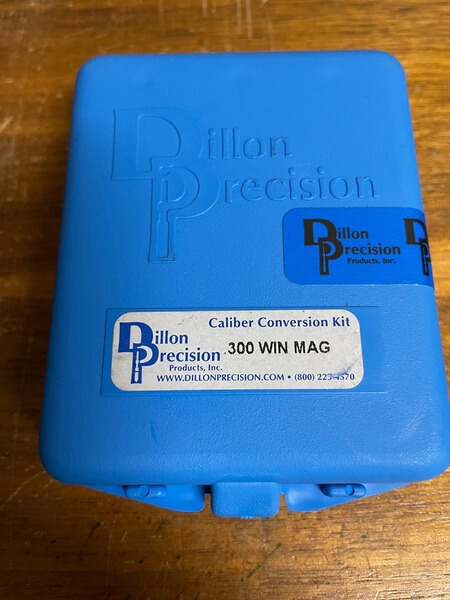 Dillon
Precision
Dillon
Precision
Products, Inc.
Caliber Conversion Kit
Dillon
Precision
Products, Inc.
.300 WIN MAG
WWW.DILLONPRECISION.COM • (800) 223-4570